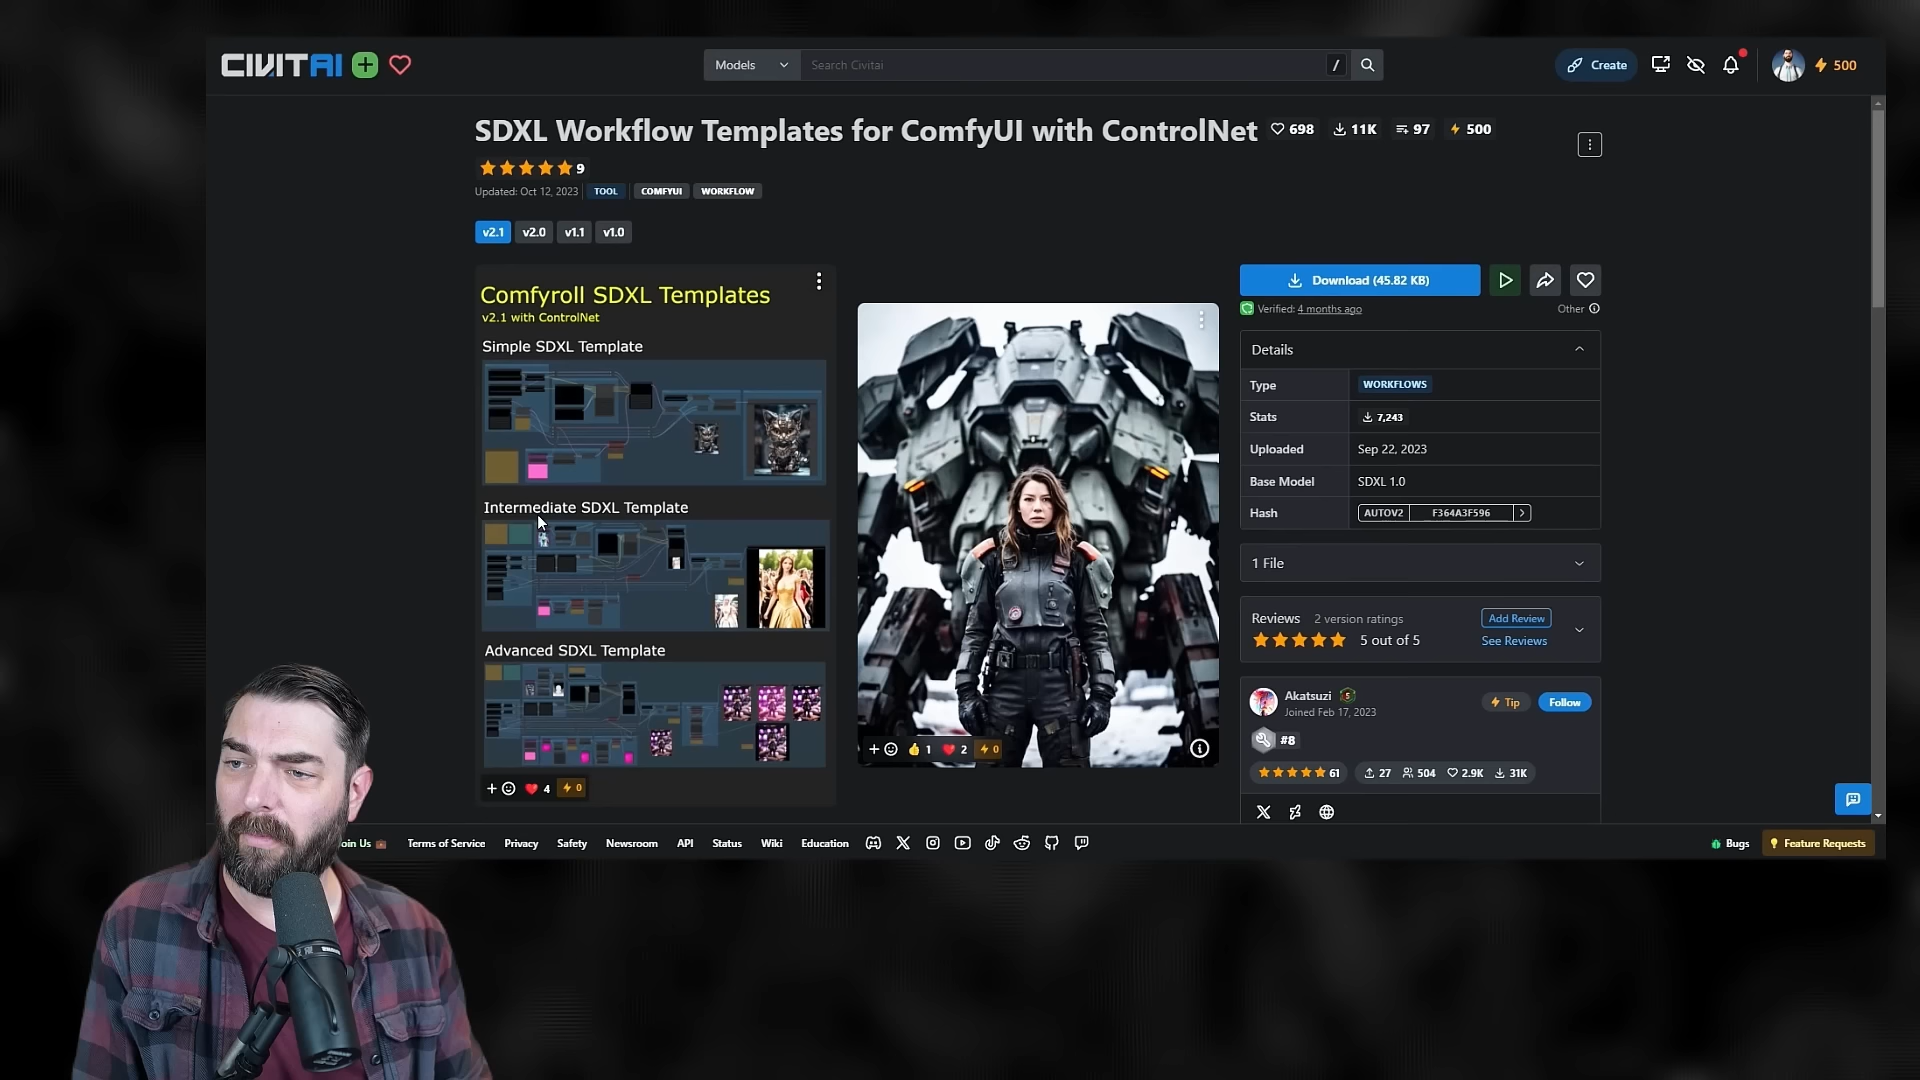 CIVITAI
Models
Search Civitai
/
Create
500
SDXL Workflow Templates for ComfyUI with ControlNet
698
11K
97
500
9
Updated: Oct 12, 2023
TOOL
COMFYUI
WORKFLOW
v2.1
v2.0
v1.1
v1.0
Comfyroll SDXL Templates
v2.1 with ControlNet
Simple SDXL Template
Intermediate SDXL Template
Advanced SDXL Template
4
0
1
2
0
Download (45.82 KB)
Verified: 4 months ago
Other
Details
Type
WORKFLOWS
Stats
7,243
Uploaded
Sep 22, 2023
Base Model
SDXL 1.0
Hash
AUTOV2
F364A3F596
1 File
Reviews
2 version ratings
5 out of 5
Add Review
See Reviews
Akatsuzi
5
Joined Feb 17, 2023
Tip
Follow
#8
61
27
504
2.9K
31K
oin Us
Terms of Service
Privacy
Safety
Newsroom
API
Status
Wiki
Education
Bugs
Feature Requests